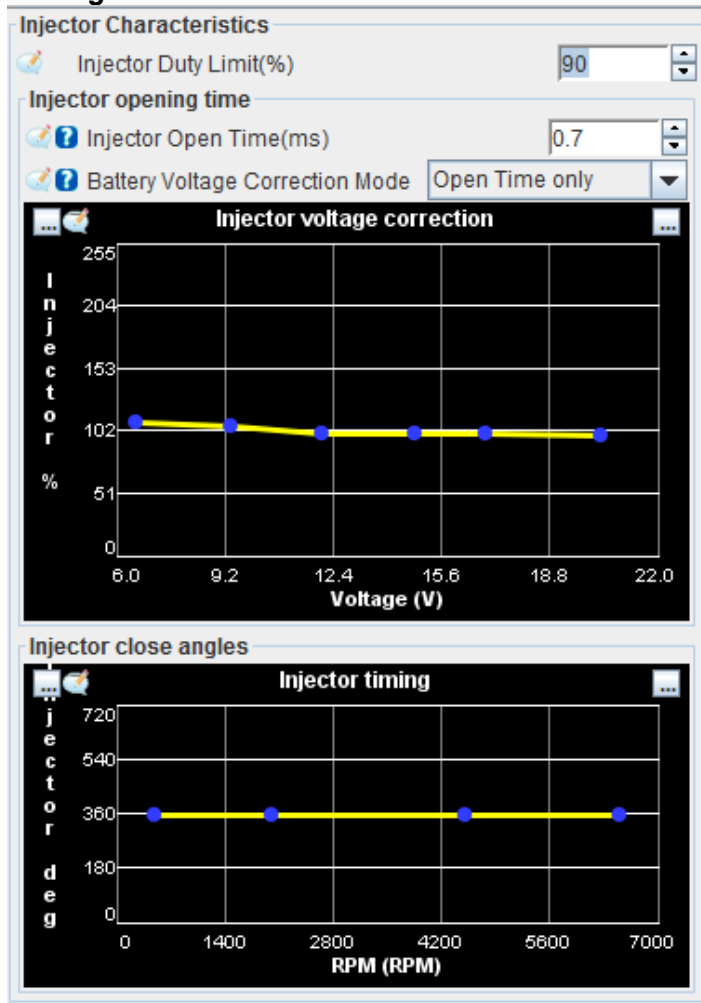 Injector Characteristics
Injector Duty Limit(%) 90
Injector opening time
Injector Open Time(ms) 0.7
Battery Voltage Correction Mode Open Time only
... Injector voltage correction ...
Injector %
255
204
153
102
51
0
6.0 9.2 12.4 15.6 18.8 22.0
Voltage (V)
Injector close angles
... Injector timing ...
jector deg
720
540
360
180
0
0 1400 2800 4200 5600 7000
RPM (RPM)